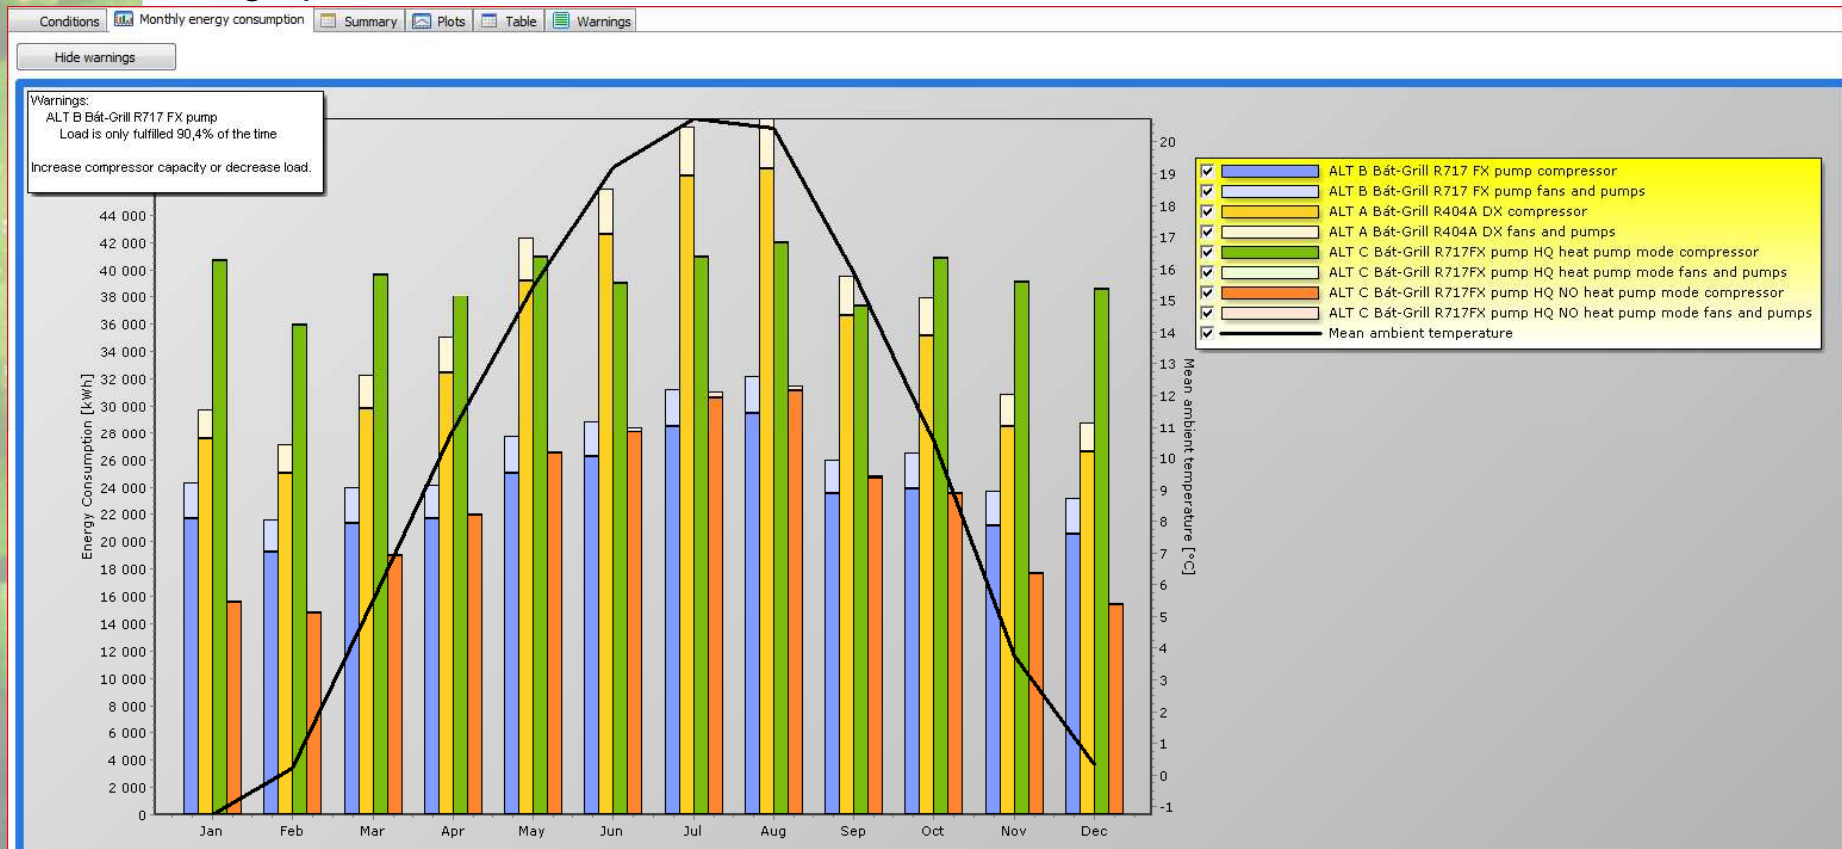 Conditions
Monthly energy consumption
Summary
Plots
Table
Warnings
Hide warnings
Warnings:
ALT B Bát-Grill R717 FX pump
Load is only fulfilled 90,4% of the time
Increase compressor capacity or decrease load.
44 000
42 000
40 000
38 000
36 000
34 000
32 000
30 000
28 000
26 000
24 000
22 000
20 000
18 000
16 000
14 000
12 000
10 000
8 000
6 000
4 000
2 000
0
Energy Consumption [kWh]
Jan
Feb
Mar
Apr
May
Jun
Jul
Aug
Sep
Oct
Nov
Dec
20
19
18
17
16
15
14
13
12
11
10
9
8
7
6
5
4
3
2
1
0
-1
Mean ambient temperature [°C]
ALT B Bát-Grill R717 FX pump compressor
ALT B Bát-Grill R717 FX pump fans and pumps
ALT A Bát-Grill R404A DX compressor
ALT A Bát-Grill R404A DX fans and pumps
ALT C Bát-Grill R717FX pump HQ heat pump mode compressor
ALT C Bát-Grill R717FX pump HQ heat pump mode fans and pumps
ALT C Bát-Grill R717FX pump HQ NO heat pump mode compressor
ALT C Bát-Grill R717FX pump HQ NO heat pump mode fans and pumps
Mean ambient temperature